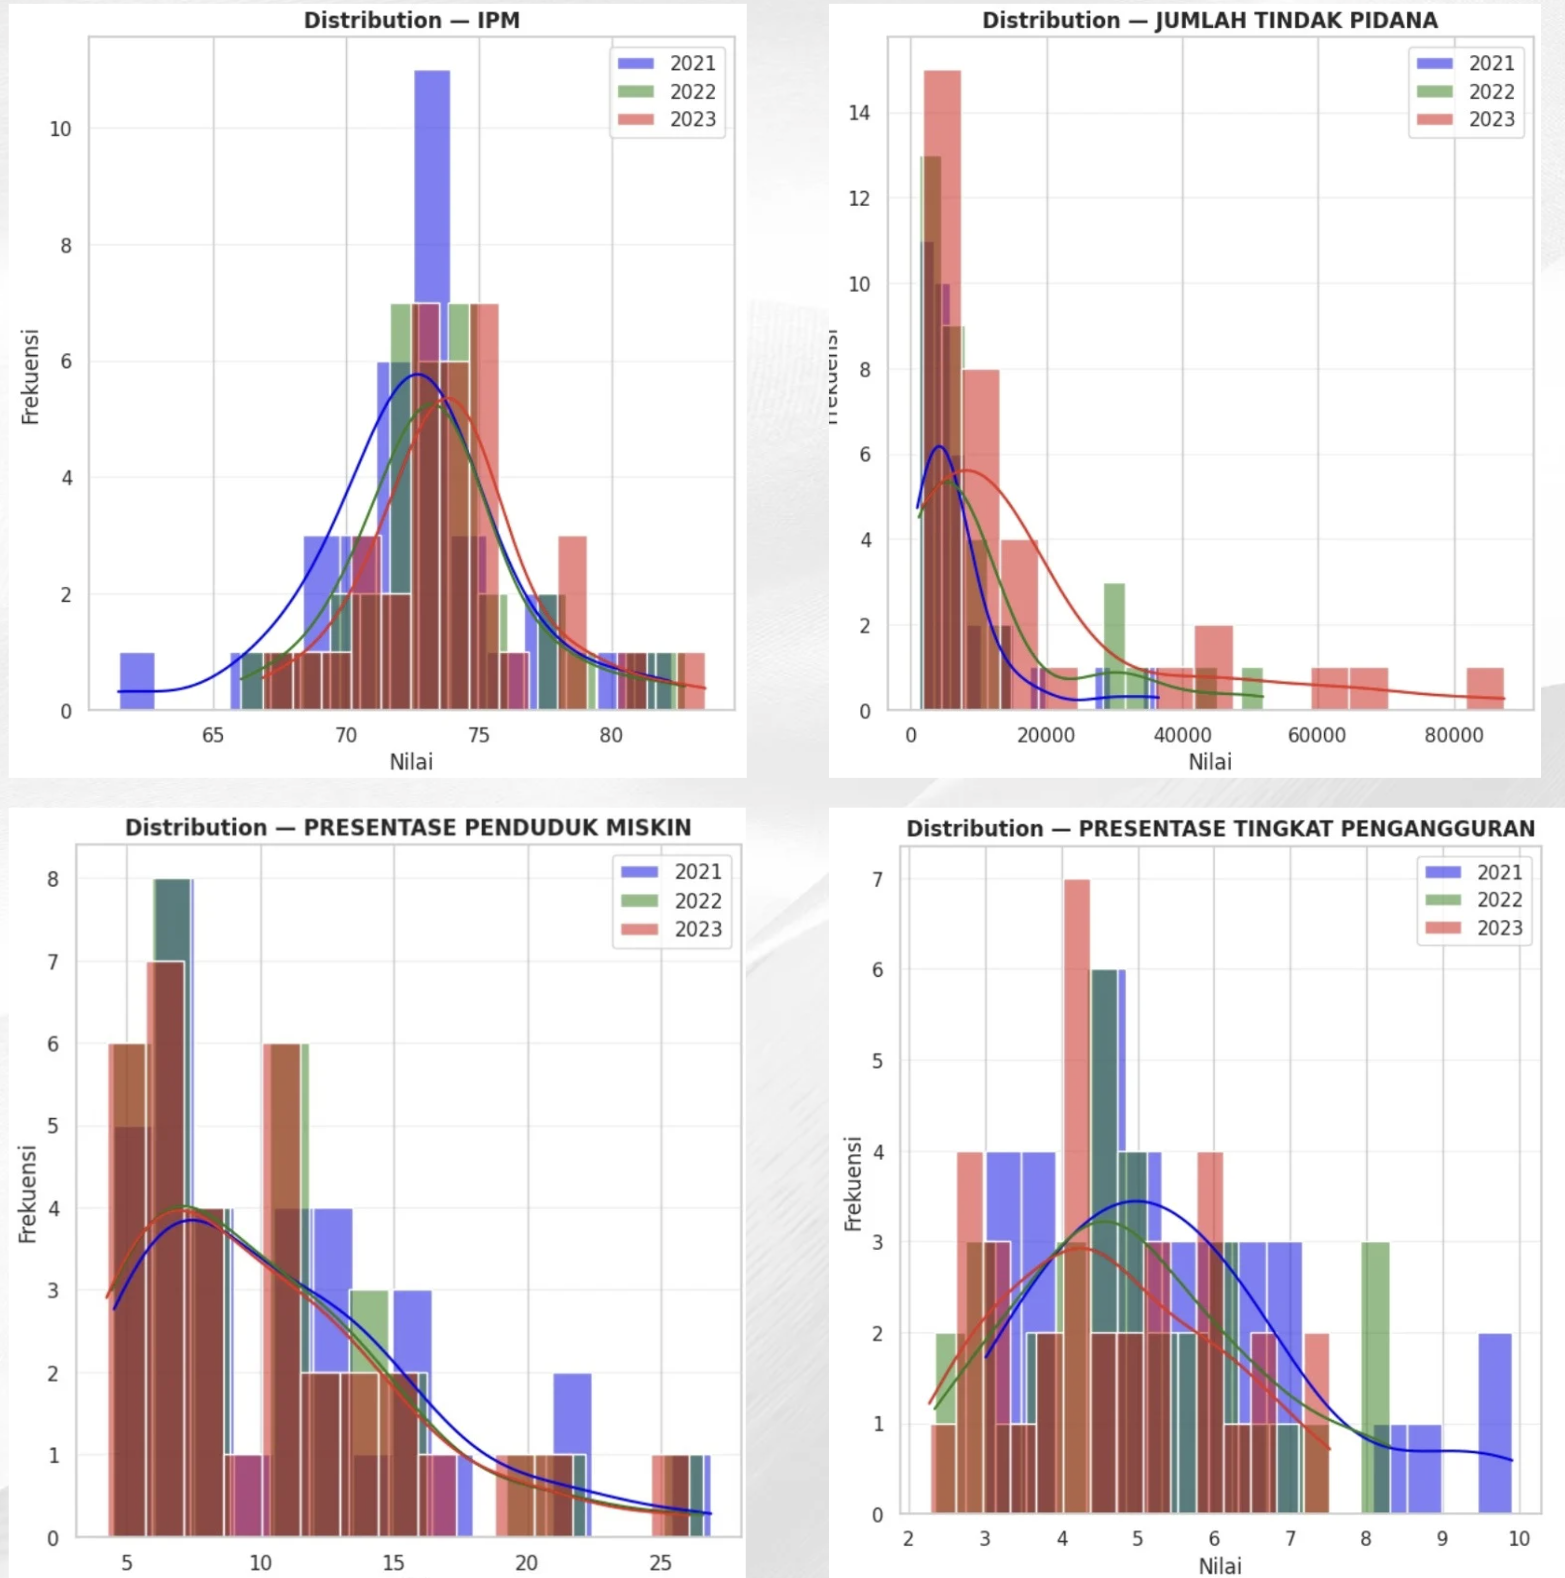 Distribution — IPM
2021
2022
2023
10
8
6
4
2
0
Frekuensi
65 70 75 80
Nilai
Distribution — JUMLAH TINDAK PIDANA
2021
2022
2023
14
12
10
8
6
4
2
0
Frekuensi
0 20000 40000 60000 80000
Nilai
Distribution — PRESENTASE PENDUDUK MISKIN
2021
2022
2023
8
7
6
5
4
3
2
1
0
Frekuensi
5 10 15 20 25
Distribution — PRESENTASE TINGKAT PENGANGGURAN
2021
2022
2023
7
6
5
4
3
2
1
0
Frekuensi
2 3 4 5 6 7 8 9 10
Nilai